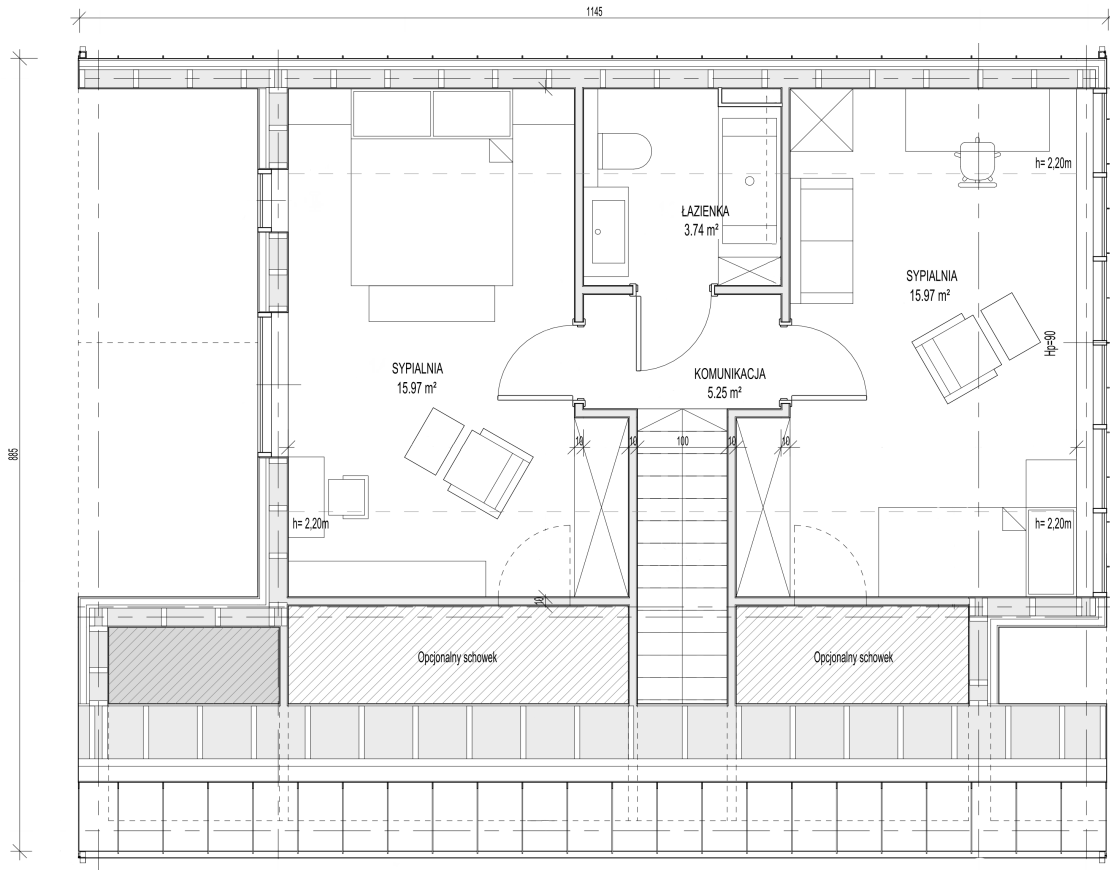 1145
h= 2,20m
ŁAZIENKA
3.74 m²
SYPIALNIA
15.97 m²
Hp=90
SYPIALNIA
15.97 m²
KOMUNIKACJA
5.25 m²
10
10
100
10
10
885
h= 2,20m
h= 2,20m
10
Opcjonalny schowek
Opcjonalny schowek